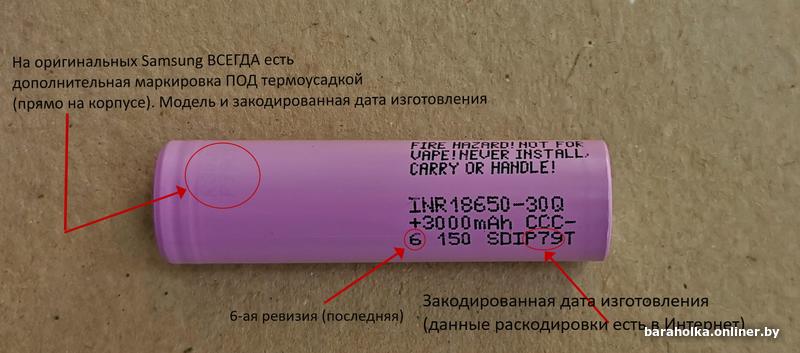 На оригинальных Samsung ВСЕГДА есть
дополнительная маркировка ПОД термоусадкой
(прямо на корпусе). Модель и закодированная дата изготовления
FIRE HAZARD!NOT FOR
VAPE!NEVER INSTALL,
CARRY OR HANDLE!
INR18650-30Q
+3000mAh CCC-
6 150 SDIP79T
6-ая ревизия (последняя)
Закодированная дата изготовления
(данные раскодировки есть в Интернет)
baraholka.onliner.by